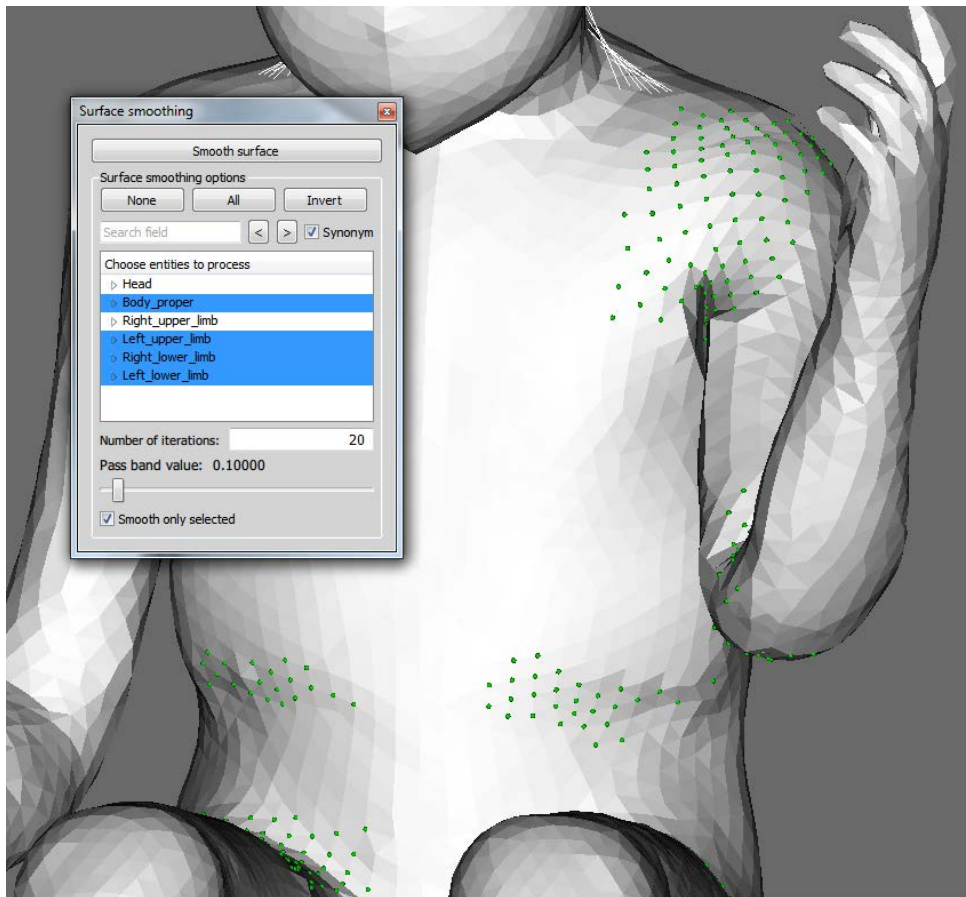 Surface smoothing
Smooth surface
Surface smoothing options
None All Invert
Search field < > Synonym
Choose entities to process
Head
Body_proper
Right_upper_limb
Left_upper_limb
Right_lower_limb
Left_lower_limb
Number of iterations: 20
Pass band value: 0.10000
Smooth only selected